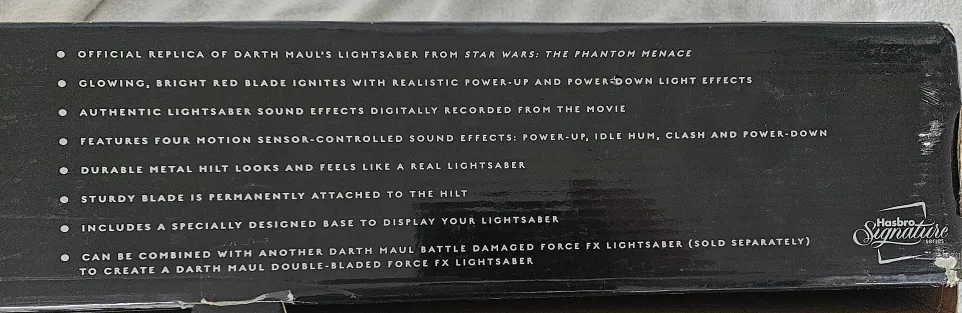 ● OFFICIAL REPLICA OF DARTH MAUL'S LIGHTSABER FROM STAR WARS: THE PHANTOM MENACE
● GLOWING, BRIGHT RED BLADE IGNITES WITH REALISTIC POWER-UP AND POWER-DOWN LIGHT EFFECTS
● AUTHENTIC LIGHTSABER SOUND EFFECTS DIGITALLY RECORDED FROM THE MOVIE
● FEATURES FOUR MOTION SENSOR-CONTROLLED SOUND EFFECTS: POWER-UP, IDLE HUM, CLASH AND POWER-DOWN
● DURABLE METAL HILT LOOKS AND FEELS LIKE A REAL LIGHTSABER
● STURDY BLADE IS PERMANENTLY ATTACHED TO THE HILT
● INCLUDES A SPECIALLY DESIGNED BASE TO DISPLAY YOUR LIGHTSABER
● CAN BE COMBINED WITH ANOTHER DARTH MAUL BATTLE DAMAGED FORCE FX LIGHTSABER (SOLD SEPARATELY)
TO CREATE A DARTH MAUL DOUBLE-BLADED FORCE FX LIGHTSABER
Hasbro
Signature
series